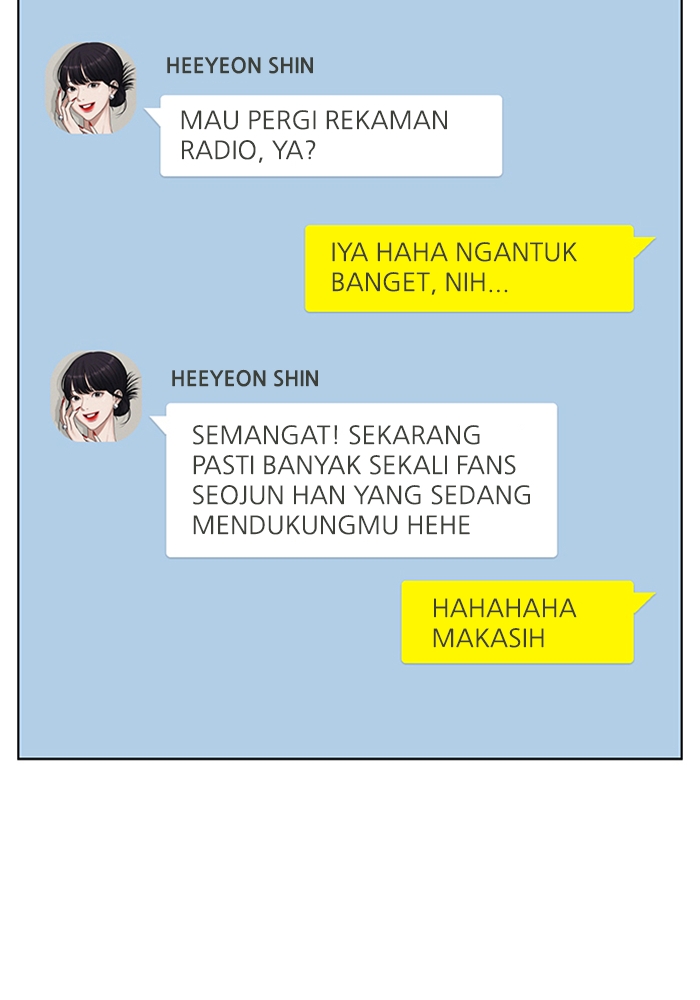 HEEYEON SHIN
MAU PERGI REKAMAN
RADIO, YA?
IYA HAHA NGANTUK
BANGET, NIH...
HEEYEON SHIN
SEMANGAT! SEKARANG
PASTI BANYAK SEKALI FANS
SEOJUN HAN YANG SEDANG
MENDUKUNGMU HEHE
HAHAHAHA
MAKASIH